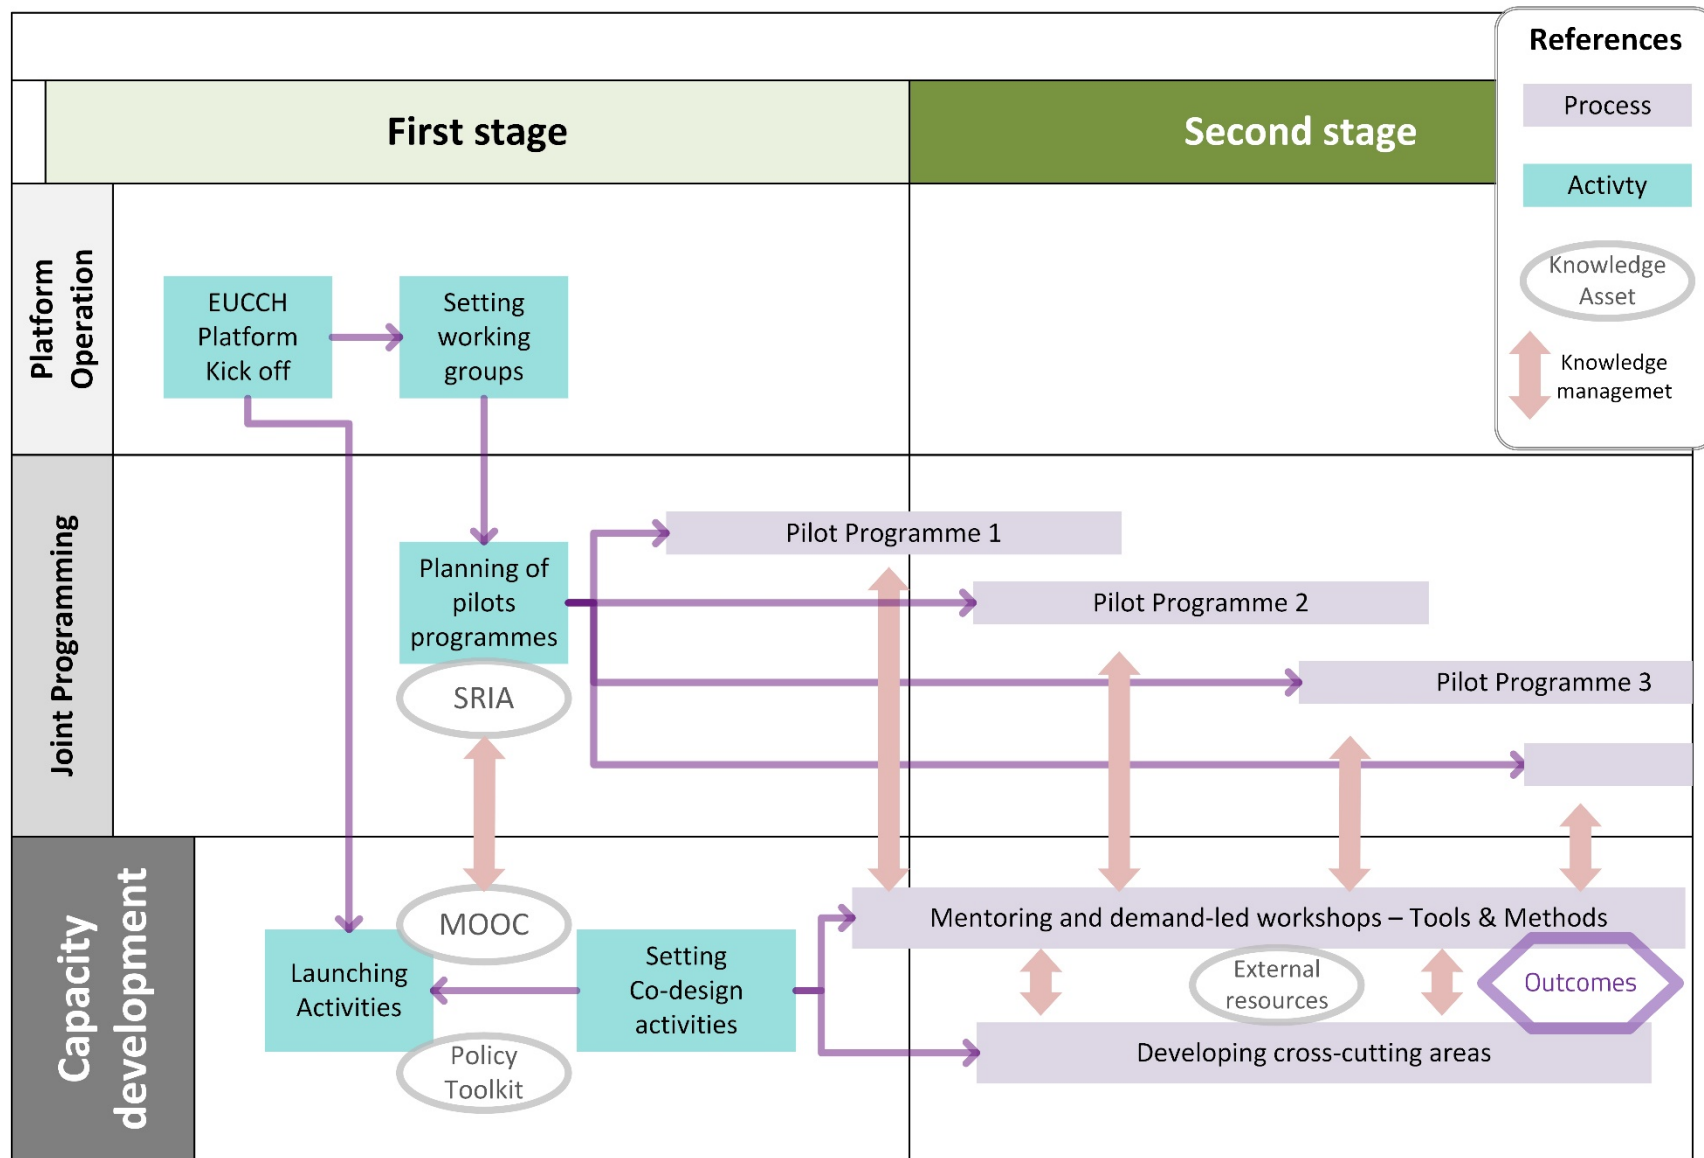 References
Process
Activty
Knowledge
Asset
Knowledge
managemet
First stage
Second stage
Platform
Operation
EUCCH
Platform
Kick off
Setting
working
groups
Joint Programming
Planning of
pilots
programmes
SRIA
Pilot Programme 1
Pilot Programme 2
Pilot Programme 3
Capacity
development
MOOC
Launching
Activities
Policy
Toolkit
Setting
Co-design
activities
Mentoring and demand-led workshops – Tools & Methods
External
resources
Outcomes
Developing cross-cutting areas